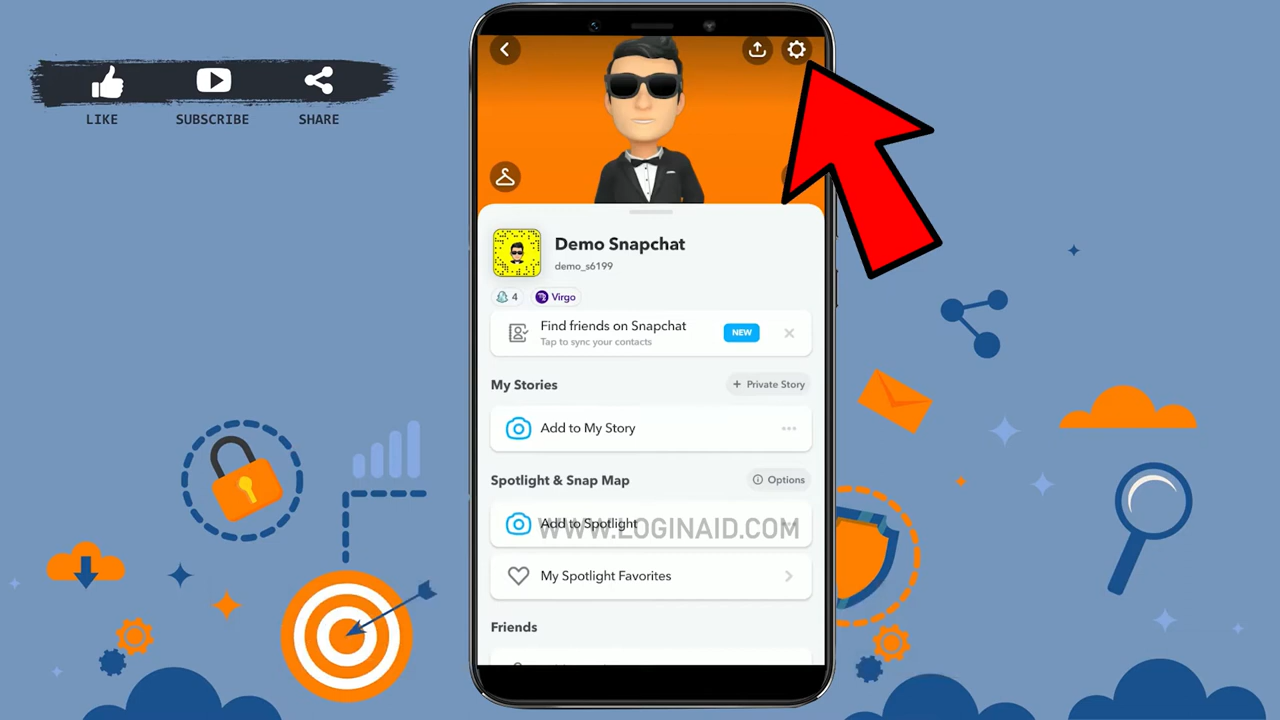 LIKE
SUBSCRIBE
SHARE
Demo Snapchat
demo_s6199
4
Virgo
Find friends on Snapchat
Tap to sync your contacts
NEW
My Stories
+ Private Story
Add to My Story
Spotlight & Snap Map
Options
Add to Spotlight
WWW.LOGINAID.COM
My Spotlight Favorites
Friends